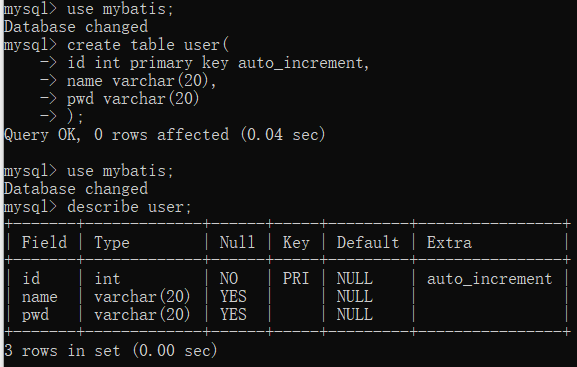 mysql> use mybatis;
Database changed
mysql> create table user(
    -> id int primary key auto_increment,
    -> name varchar(20),
    -> pwd varchar(20)
    -> );
Query OK, 0 rows affected (0.04 sec)

mysql> use mybatis;
Database changed
mysql> describe user;
+-------+-------------+------+-----+---------+----------------+
| Field | Type        | Null | Key | Default | Extra          |
+-------+-------------+------+-----+---------+----------------+
| id    | int         | NO   | PRI | NULL    | auto_increment |
| name  | varchar(20) | YES  |     | NULL    |                |
| pwd   | varchar(20) | YES  |     | NULL    |                |
+-------+-------------+------+-----+---------+----------------+
3 rows in set (0.00 sec)